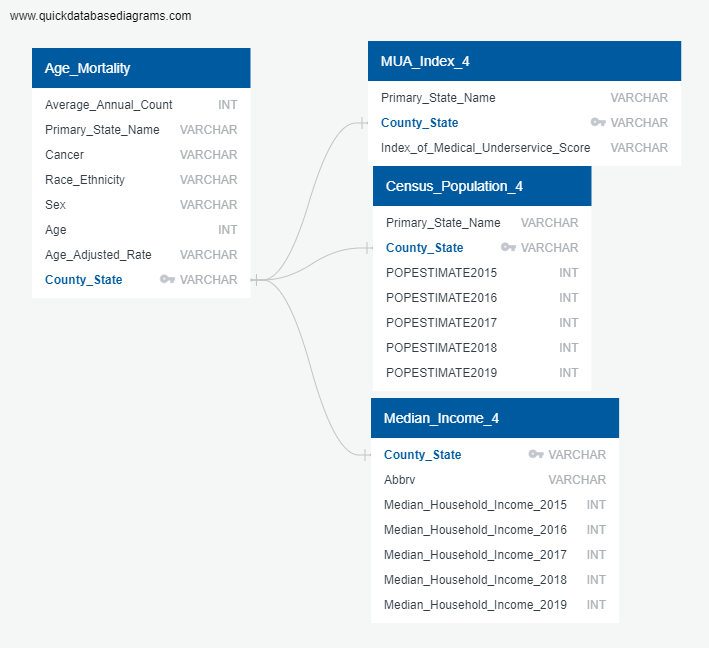 www.quickdatabasediagrams.com
Age_Mortality
Average_Annual_Count INT
Primary_State_Name VARCHAR
Cancer VARCHAR
Race_Ethnicity VARCHAR
Sex VARCHAR
Age INT
Age_Adjusted_Rate VARCHAR
County_State VARCHAR
MUA_Index_4
Primary_State_Name VARCHAR
County_State VARCHAR
Index_of_Medical_Underservice_Score VARCHAR
Census_Population_4
Primary_State_Name VARCHAR
County_State VARCHAR
POPESTIMATE2015 INT
POPESTIMATE2016 INT
POPESTIMATE2017 INT
POPESTIMATE2018 INT
POPESTIMATE2019 INT
Median_Income_4
County_State VARCHAR
Abbrv VARCHAR
Median_Household_Income_2015 INT
Median_Household_Income_2016 INT
Median_Household_Income_2017 INT
Median_Household_Income_2018 INT
Median_Household_Income_2019 INT